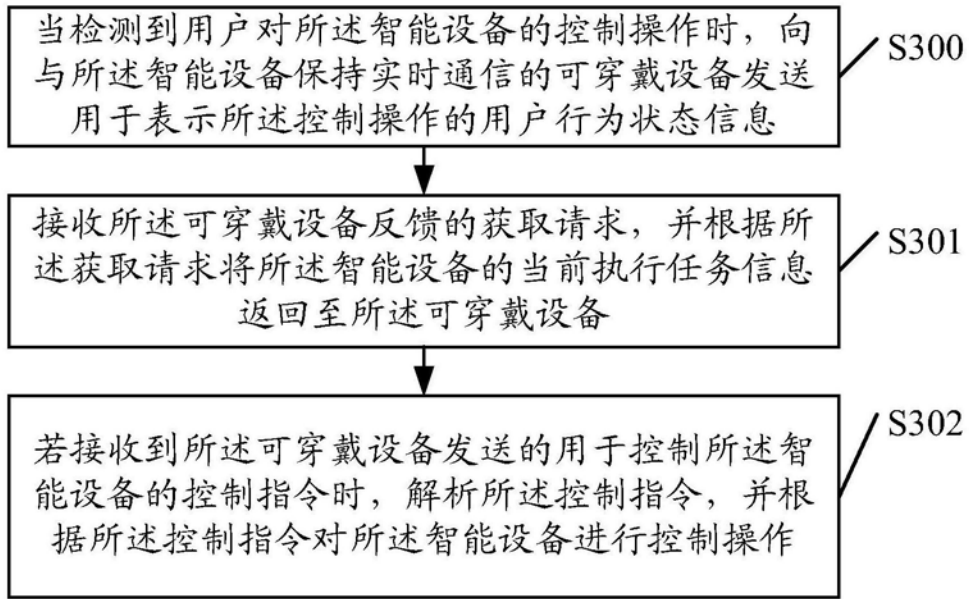 当检测到用户对所述智能设备的控制操作时，向
与所述智能设备保持实时通信的可穿戴设备发送
用于表示所述控制操作的用户行为状态信息
S300
接收所述可穿戴设备反馈的获取请求，并根据所
述获取请求将所述智能设备的当前执行任务信息
返回至所述可穿戴设备
S301
若接收到所述可穿戴设备发送的用于控制所述智
能设备的控制指令时，解析所述控制指令，并根
据所述控制指令对所述智能设备进行控制操作
S302